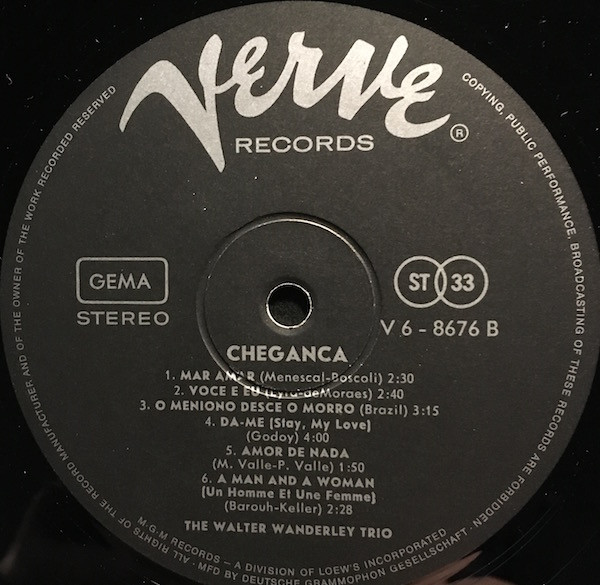 Verve
RECORDS ®
GEMA
STEREO
ST 33
V 6 - 8676 B
CHEGANCA
1. MAR AMAR (Menescal-Boscoli) 2:30
2. VOCE E EU (Lyra-deMoraes) 2:40
3. O MENIONO DESCE O MORRO (Brazil) 3:15
4. DA-ME (Slay, My Love)
(Godoy) 4:00
5. AMOR DE NADA
(M. Valle-P. Valle) 1:50
6. A MAN AND A WOMAN
(Un Homme Et Une Femme)
(Barouh-Keller) 2:28
THE WALTER WANDERLEY TRIO
M·G·M RECORDS – A DIVISION OF LOEW'S INCORPORATED
· ALL RIGHTS OF THE RECORD MANUFACTURER AND OF THE OWNER OF THE WORK RECORDED RESERVED
COPYING, PUBLIC PERFORMANCE, BROADCASTING OF THESE RECORDS ARE FORBIDDEN
· MFD BY DEUTSCHE GRAMMOPHON GESELLSCHAFT ·